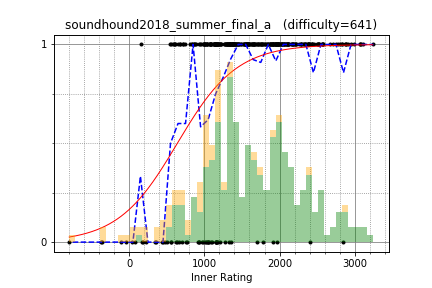 soundhound2018_summer_final_a (difficulty=641)
1
0
0 1000 2000 3000
Inner Rating